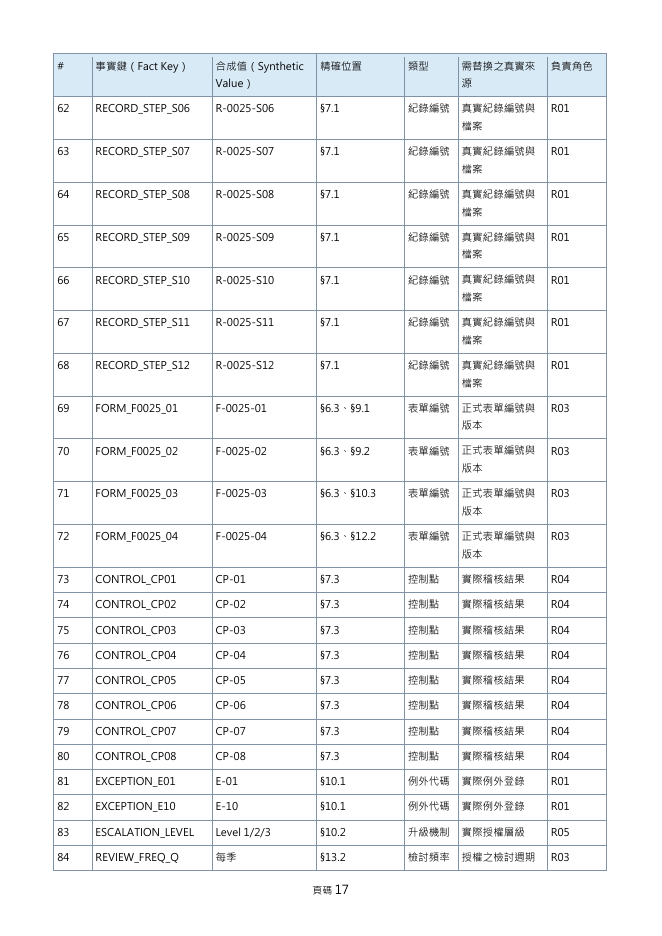 # 事實鍵（Fact Key） 合成值（Synthetic Value） 精確位置 類型 需替換之真實來源 負責角色
62 RECORD_STEP_S06 R-0025-S06 §7.1 紀錄編號 真實紀錄編號與檔案 R01
63 RECORD_STEP_S07 R-0025-S07 §7.1 紀錄編號 真實紀錄編號與檔案 R01
64 RECORD_STEP_S08 R-0025-S08 §7.1 紀錄編號 真實紀錄編號與檔案 R01
65 RECORD_STEP_S09 R-0025-S09 §7.1 紀錄編號 真實紀錄編號與檔案 R01
66 RECORD_STEP_S10 R-0025-S10 §7.1 紀錄編號 真實紀錄編號與檔案 R01
67 RECORD_STEP_S11 R-0025-S11 §7.1 紀錄編號 真實紀錄編號與檔案 R01
68 RECORD_STEP_S12 R-0025-S12 §7.1 紀錄編號 真實紀錄編號與檔案 R01
69 FORM_F0025_01 F-0025-01 §6.3、§9.1 表單編號 正式表單編號與版本 R03
70 FORM_F0025_02 F-0025-02 §6.3、§9.2 表單編號 正式表單編號與版本 R03
71 FORM_F0025_03 F-0025-03 §6.3、§10.3 表單編號 正式表單編號與版本 R03
72 FORM_F0025_04 F-0025-04 §6.3、§12.2 表單編號 正式表單編號與版本 R03
73 CONTROL_CP01 CP-01 §7.3 控制點 實際稽核結果 R04
74 CONTROL_CP02 CP-02 §7.3 控制點 實際稽核結果 R04
75 CONTROL_CP03 CP-03 §7.3 控制點 實際稽核結果 R04
76 CONTROL_CP04 CP-04 §7.3 控制點 實際稽核結果 R04
77 CONTROL_CP05 CP-05 §7.3 控制點 實際稽核結果 R04
78 CONTROL_CP06 CP-06 §7.3 控制點 實際稽核結果 R04
79 CONTROL_CP07 CP-07 §7.3 控制點 實際稽核結果 R04
80 CONTROL_CP08 CP-08 §7.3 控制點 實際稽核結果 R04
81 EXCEPTION_E01 E-01 §10.1 例外代碼 實際例外登錄 R01
82 EXCEPTION_E10 E-10 §10.1 例外代碼 實際例外登錄 R01
83 ESCALATION_LEVEL Level 1/2/3 §10.2 升級機制 實際授權層級 R05
84 REVIEW_FREQ_Q 每季 §13.2 檢討頻率 授權之檢討週期 R03
頁碼 17